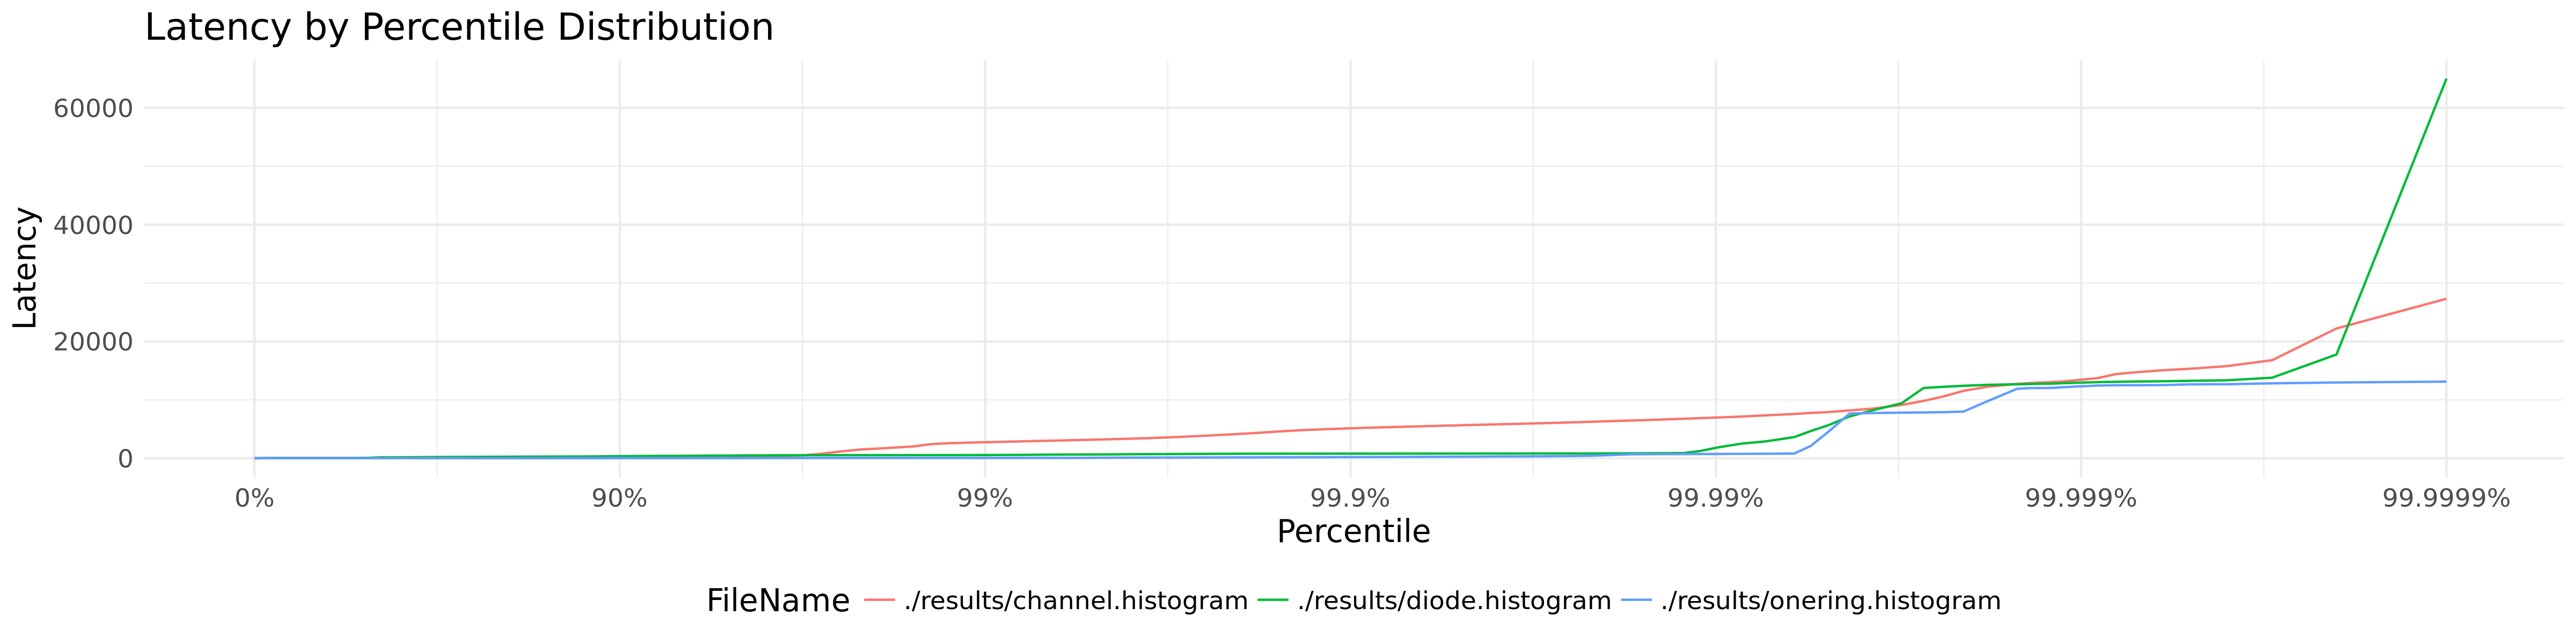 Latency by Percentile Distribution
Latency
60000
40000
20000
0
0% 90% 99% 99.9% 99.99% 99.999% 99.9999%
Percentile
FileName ./results/channel.histogram ./results/diode.histogram ./results/onering.histogram